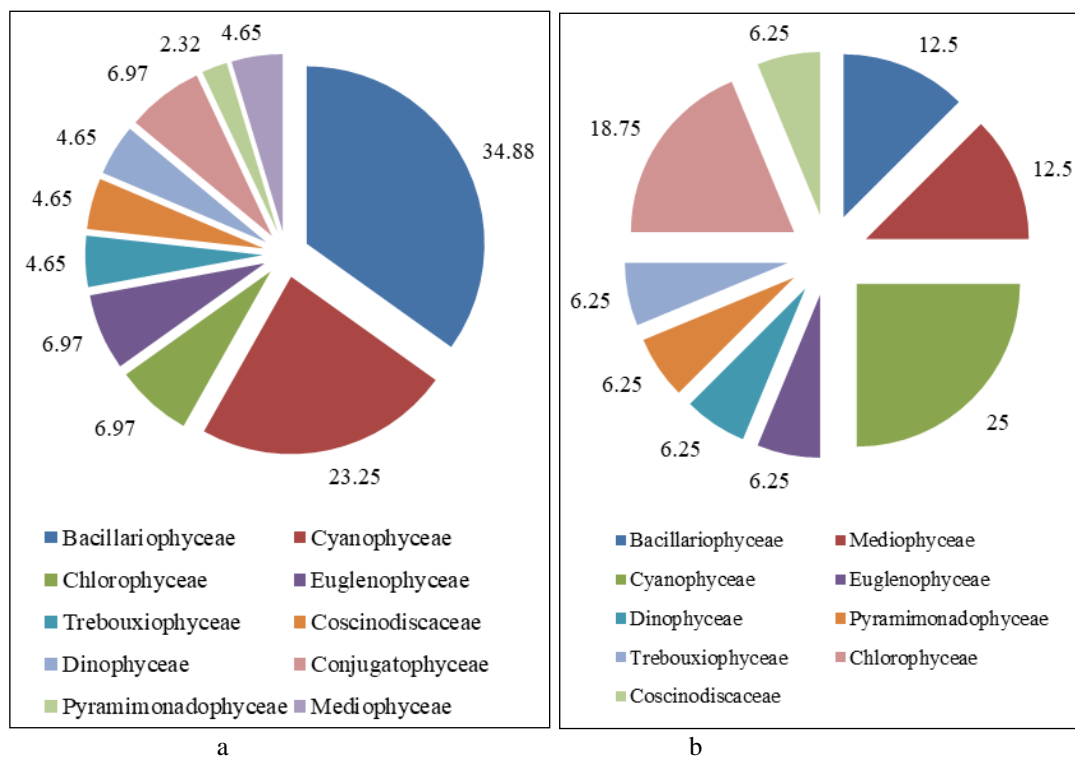 4.65
2.32
6.97
4.65
4.65
4.65
6.97
6.97
23.25
34.88
Bacillariophyceae Cyanophyceae
Chlorophyceae Euglenophyceae
Trebouxiophyceae Coscinodiscaceae
Dinophyceae Conjugatophyceae
Pyramimonadophyceae Mediophyceae
a
6.25
12.5
18.75
12.5
6.25
6.25
6.25
6.25
25
Bacillariophyceae Mediophyceae
Cyanophyceae Euglenophyceae
Dinophyceae Pyramimonadophyceae
Trebouxiophyceae Chlorophyceae
Coscinodiscaceae
b